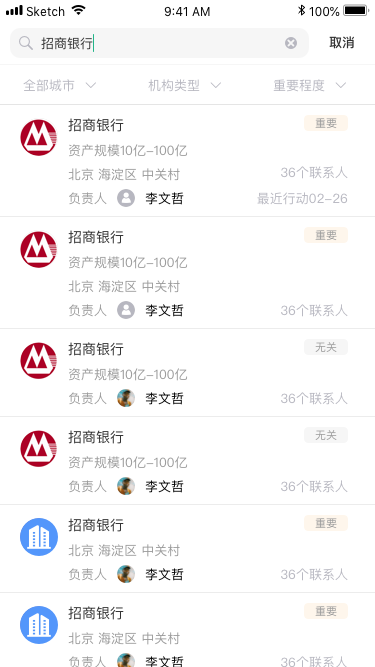 Sketch 9:41 AM 100%
招商银行 取消
全部城市 机构类型 重要程度
招商银行 重要
资产规模10亿-100亿
北京 海淀区 中关村 36个联系人
负责人 李文哲 最近行动02-26
招商银行 重要
资产规模10亿-100亿
北京 海淀区 中关村
负责人 李文哲 36个联系人
招商银行 无关
资产规模10亿-100亿
负责人 李文哲 36个联系人
招商银行 无关
资产规模10亿-100亿
负责人 李文哲 36个联系人
招商银行 重要
北京 海淀区 中关村
负责人 李文哲 36个联系人
招商银行 重要
北京 海淀区 中关村
负责人 李文哲 36个联系人